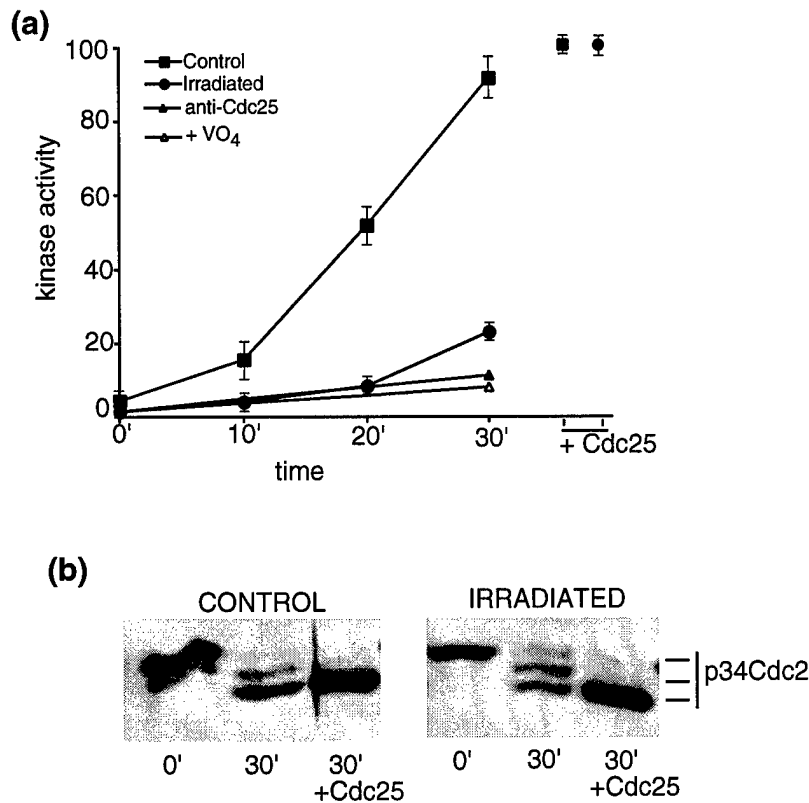 (a)
100
80
60
40
20
0
kinase activity
Control
Irradiated
anti-Cdc25
+ VO4
0'
10'
20'
30'
+ Cdc25
time
(b)
CONTROL
IRRADIATED
p34Cdc2
0'
30'
30'
+Cdc25
0'
30'
30'
+Cdc25